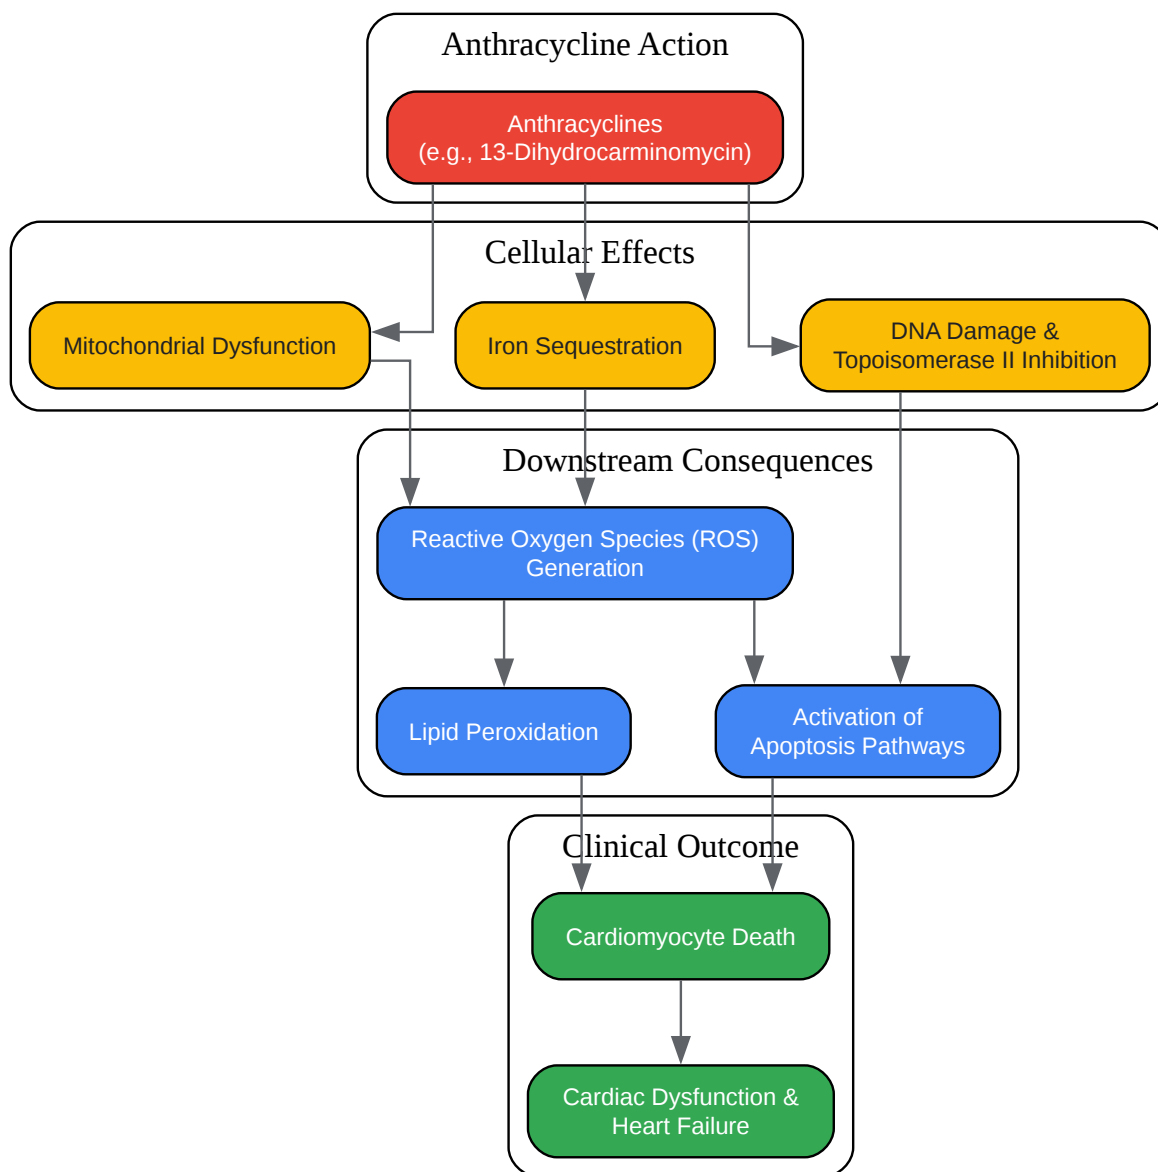 Anthracycline Action
Anthracyclines
(e.g., 13-Dihydrocarminomycin)
Cellular Effects
Mitochondrial Dysfunction
Iron Sequestration
DNA Damage &
Topoisomerase II Inhibition
Downstream Consequences
Reactive Oxygen Species (ROS)
Generation
Lipid Peroxidation
Activation of
Apoptosis Pathways
Clinical Outcome
Cardiomyocyte Death
Cardiac Dysfunction &
Heart Failure